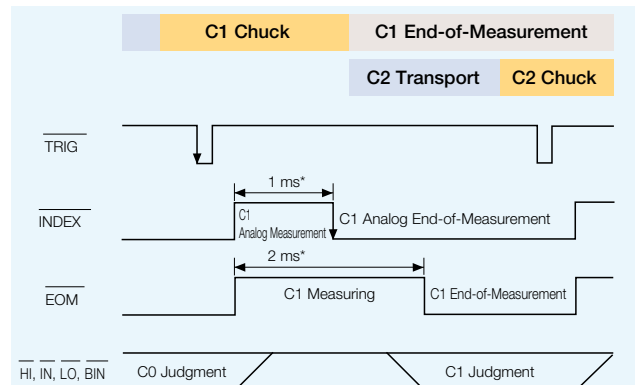 C1 Chuck
C1 End-of-Measurement
C2 Transport
C2 Chuck
TRIG
1 ms*
INDEX
C1
Analog Measurement
C1 Analog End-of-Measurement
2 ms*
EOM
C1 Measuring
C1 End-of-Measurement
HI, IN, LO, BIN
C0 Judgment
C1 Judgment